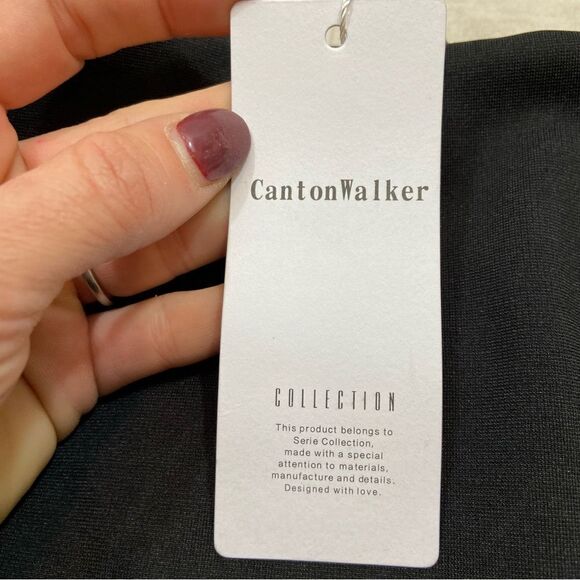 CantonWalker
COLLECTION
This product belongs to
Serie Collection,
made with a special
attention to materials,
manufacture and details.
Designed with love.